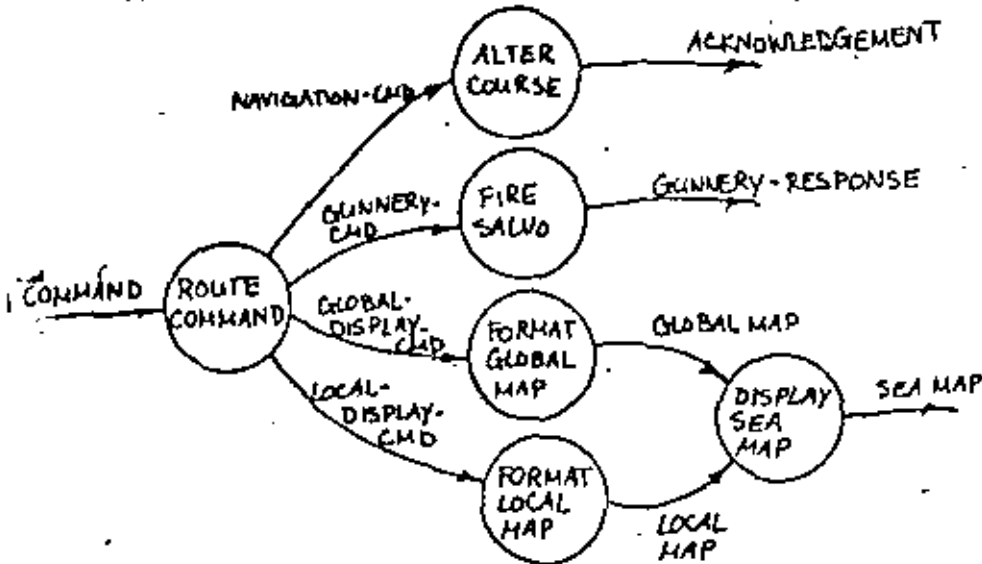 ALTER
COURSE
ACKNOWLEDGEMENT
NAVIGATION-CMD
FIRE
SALVO
GUNNERY-RESPONSE
GUNNERY-
CMD
COMMAND
ROUTE
COMMAND
GLOBAL-
DISPLAY-
CMD
FORMAT
GLOBAL
MAP
GLOBAL MAP
DISPLAY
SEA
MAP
SEA MAP
LOCAL-
DISPLAY-
CMD
FORMAT
LOCAL
MAP
LOCAL
MAP